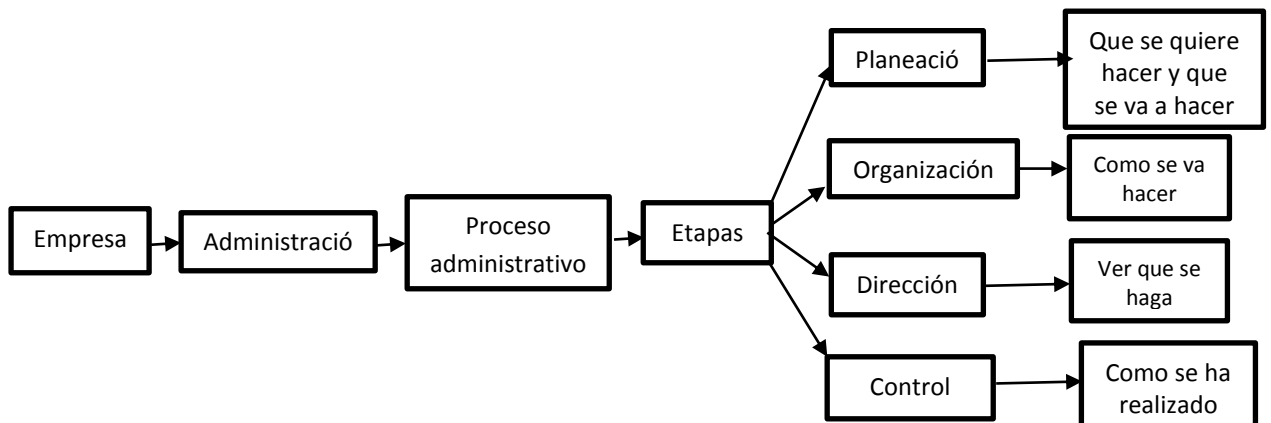 Empresa
Administració
Proceso
administrativo
Etapas
Planeació
Que se quiere
hacer y que
se va a hacer
Organización
Como se va
hacer
Dirección
Ver que se
haga
Control
Como se ha
realizado